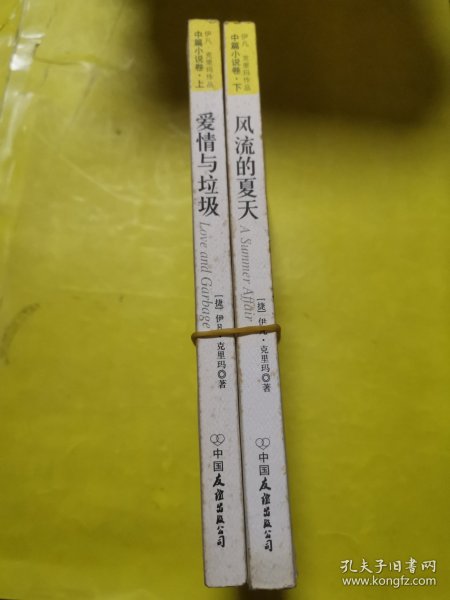 伊凡·克里玛作品
中篇小说卷·上
爱情与垃圾
Love and Garbage
[捷] 伊凡·克里玛◎著
中国友谊出版公司
伊凡·克里玛作品
中篇小说卷·下
风流的夏天
A Summer Affair
[捷] 伊凡·克里玛◎著
中国友谊出版公司
孔夫子旧书网
www.kongfz.com